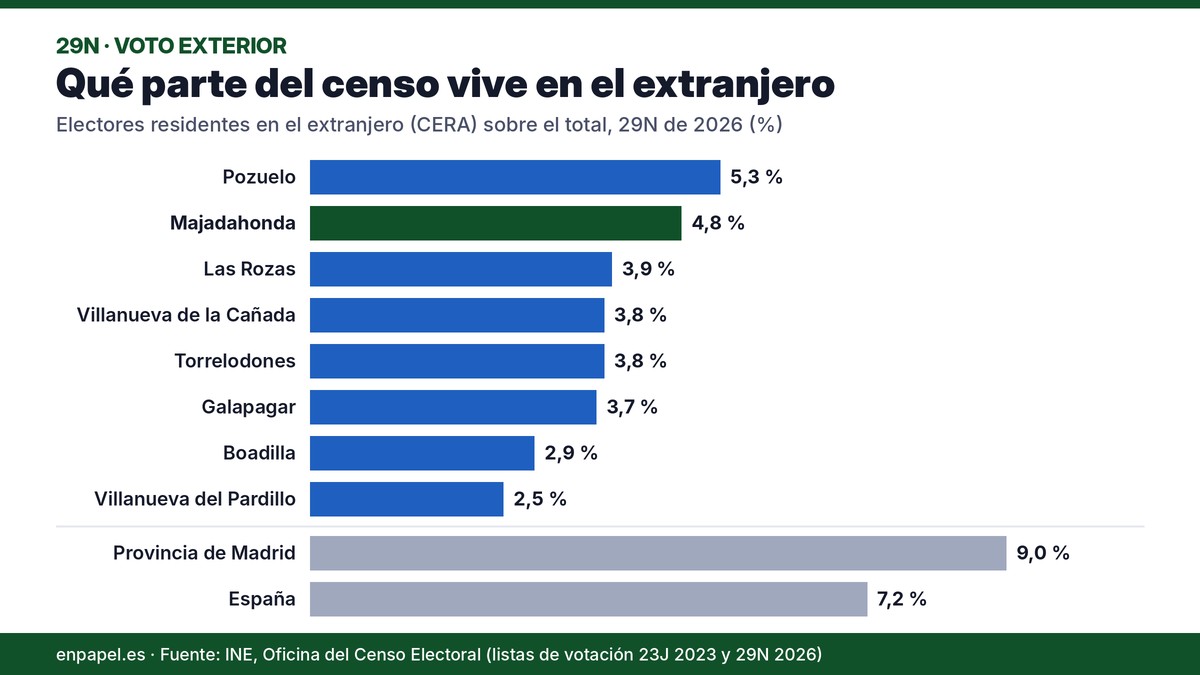 29N · VOTO EXTERIOR
Qué parte del censo vive en el extranjero
Electores residentes en el extranjero (CERA) sobre el total, 29N de 2026 (%)
Pozuelo 5,3 %
Majadahonda 4,8 %
Las Rozas 3,9 %
Villanueva de la Cañada 3,8 %
Torrelodones 3,8 %
Galapagar 3,7 %
Boadilla 2,9 %
Villanueva del Pardillo 2,5 %
Provincia de Madrid 9,0 %
España 7,2 %
enpapel.es · Fuente: INE, Oficina del Censo Electoral (listas de votación 23J 2023 y 29N 2026)